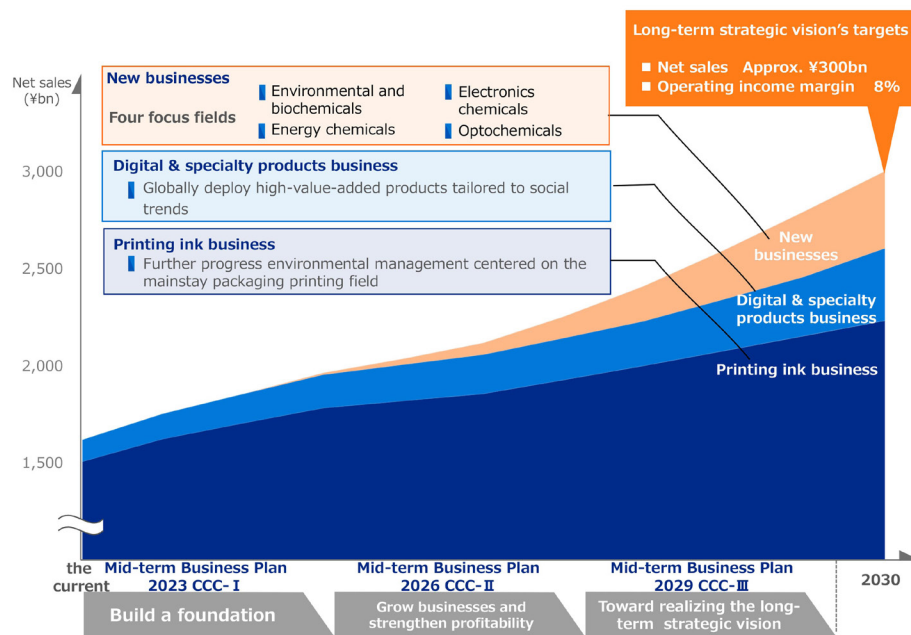 Long-term strategic vision's targets
■ Net sales Approx. ¥300bn
■ Operating income margin 8%
Net sales
(¥bn)
New businesses
Four focus fields
Environmental and
biochemicals
Energy chemicals
Electronics
chemicals
Optochemicals
Digital & specialty products business
Globally deploy high-value-added products tailored to social
trends
Printing ink business
Further progress environmental management centered on the
mainstay packaging printing field
3,000
2,500
2,000
1,500
New
businesses
Digital & specialty
products business
Printing ink business
the
current
Mid-term Business Plan
2023 CCC-Ⅰ
Mid-term Business Plan
2026 CCC-Ⅱ
Mid-term Business Plan
2029 CCC-Ⅲ
2030
Build a foundation
Grow businesses and
strengthen profitability
Toward realizing the long-
term strategic vision